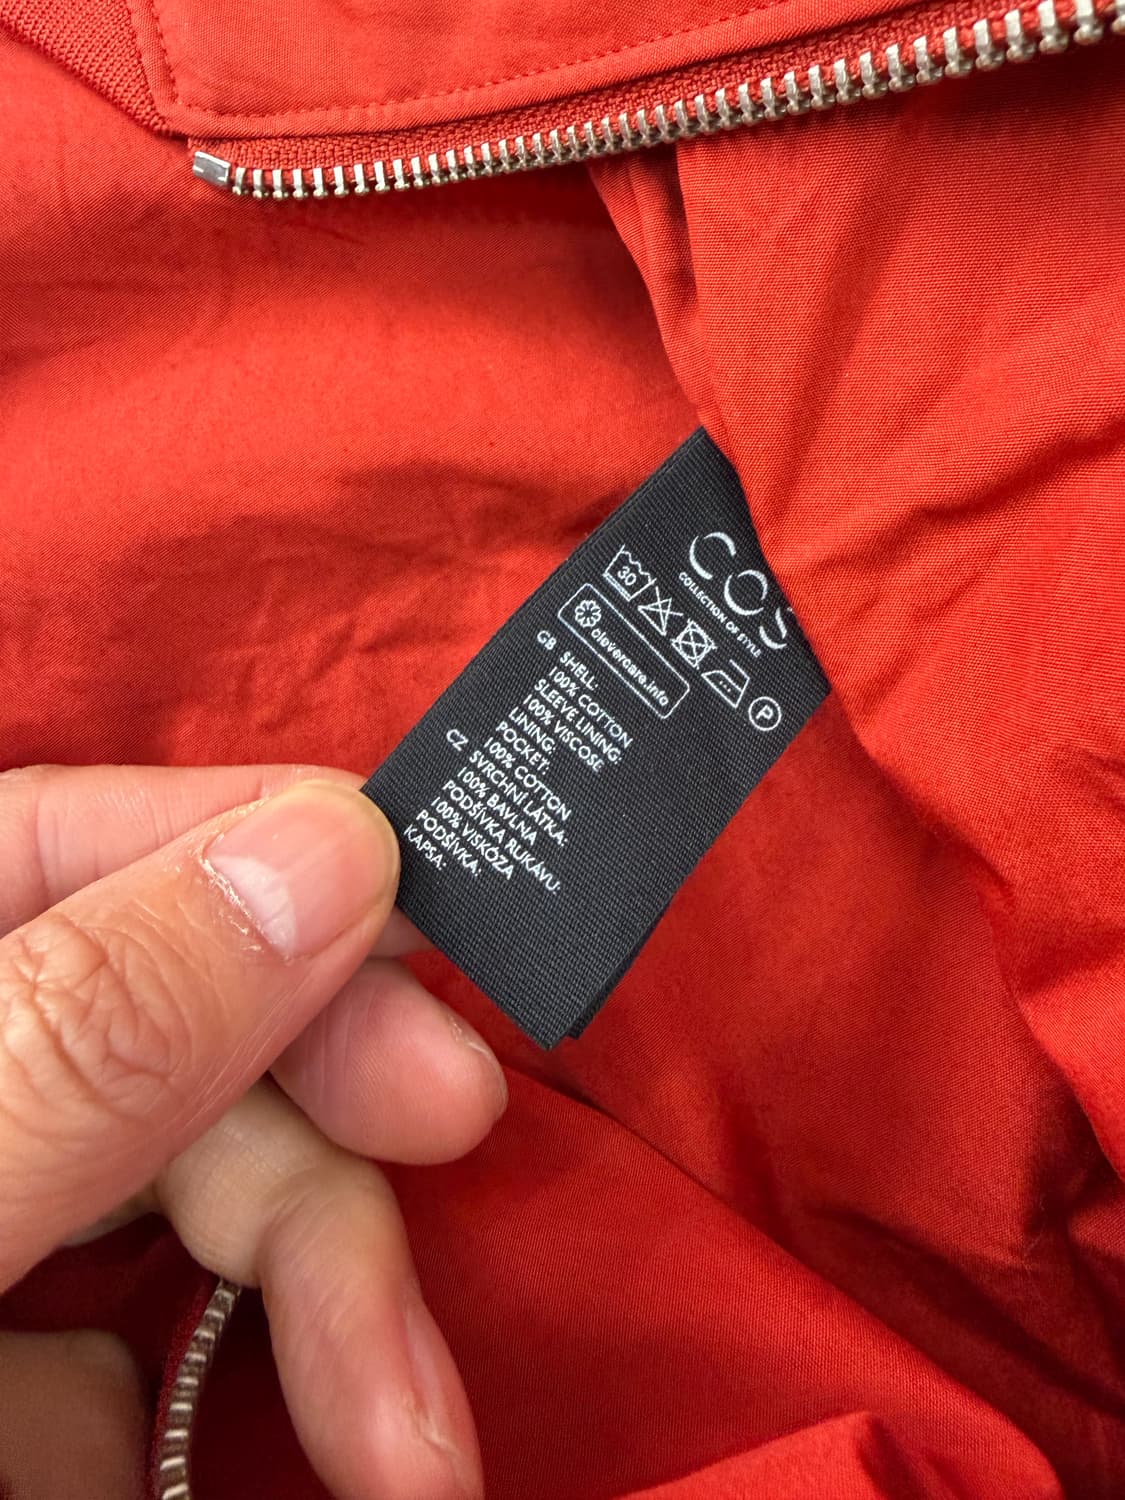 COS
COLLECTION OF STYLE
30
P
clevercare.info
GB SHELL:
100% COTTON
SLEEVE LINING:
100% VISCOSE
LINING:
POCKET:
100% COTTON
CZ SVRCHNÍ LÁTKA:
100% BAVLNA
PODŠÍVKA RUKÁVU:
100% VISKÓZA
PODŠÍVKA:
KAPSA: